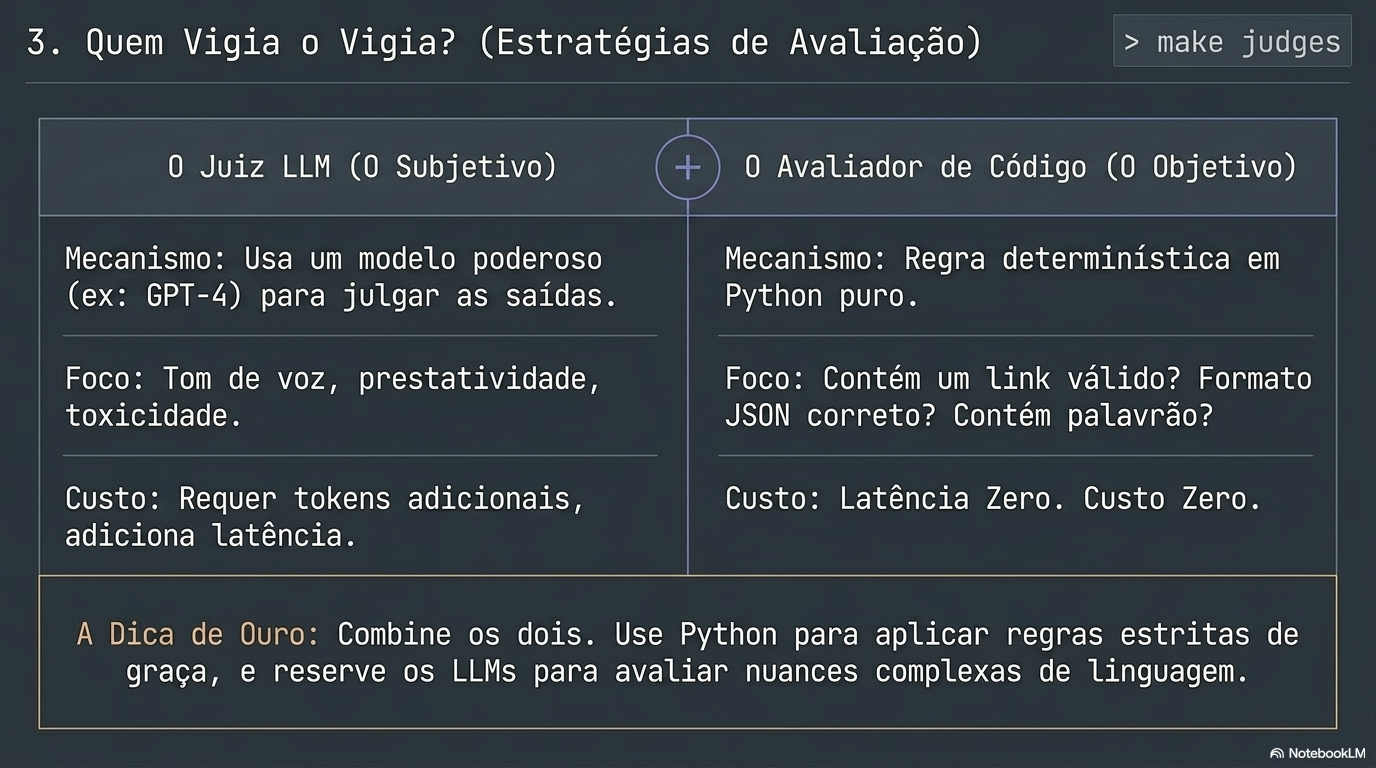 3. Quem Vigia o Vigia? (Estratégias de Avaliação)
> make judges
O Juiz LLM (O Subjetivo)
+
O Avaliador de Código (O Objetivo)
Mecanismo: Usa um modelo poderoso
(ex: GPT-4) para julgar as saídas.
Mecanismo: Regra determinística em
Python puro.
Foco: Tom de voz, prestatividade,
toxicidade.
Foco: Contém um link válido? Formato
JSON correto? Contém palavrão?
Custo: Requer tokens adicionais,
adiciona latência.
Custo: Latência Zero. Custo Zero.
A Dica de Ouro: Combine os dois. Use Python para aplicar regras estritas de
graça, e reserve os LLMs para avaliar nuances complexas de linguagem.
NotebookLM